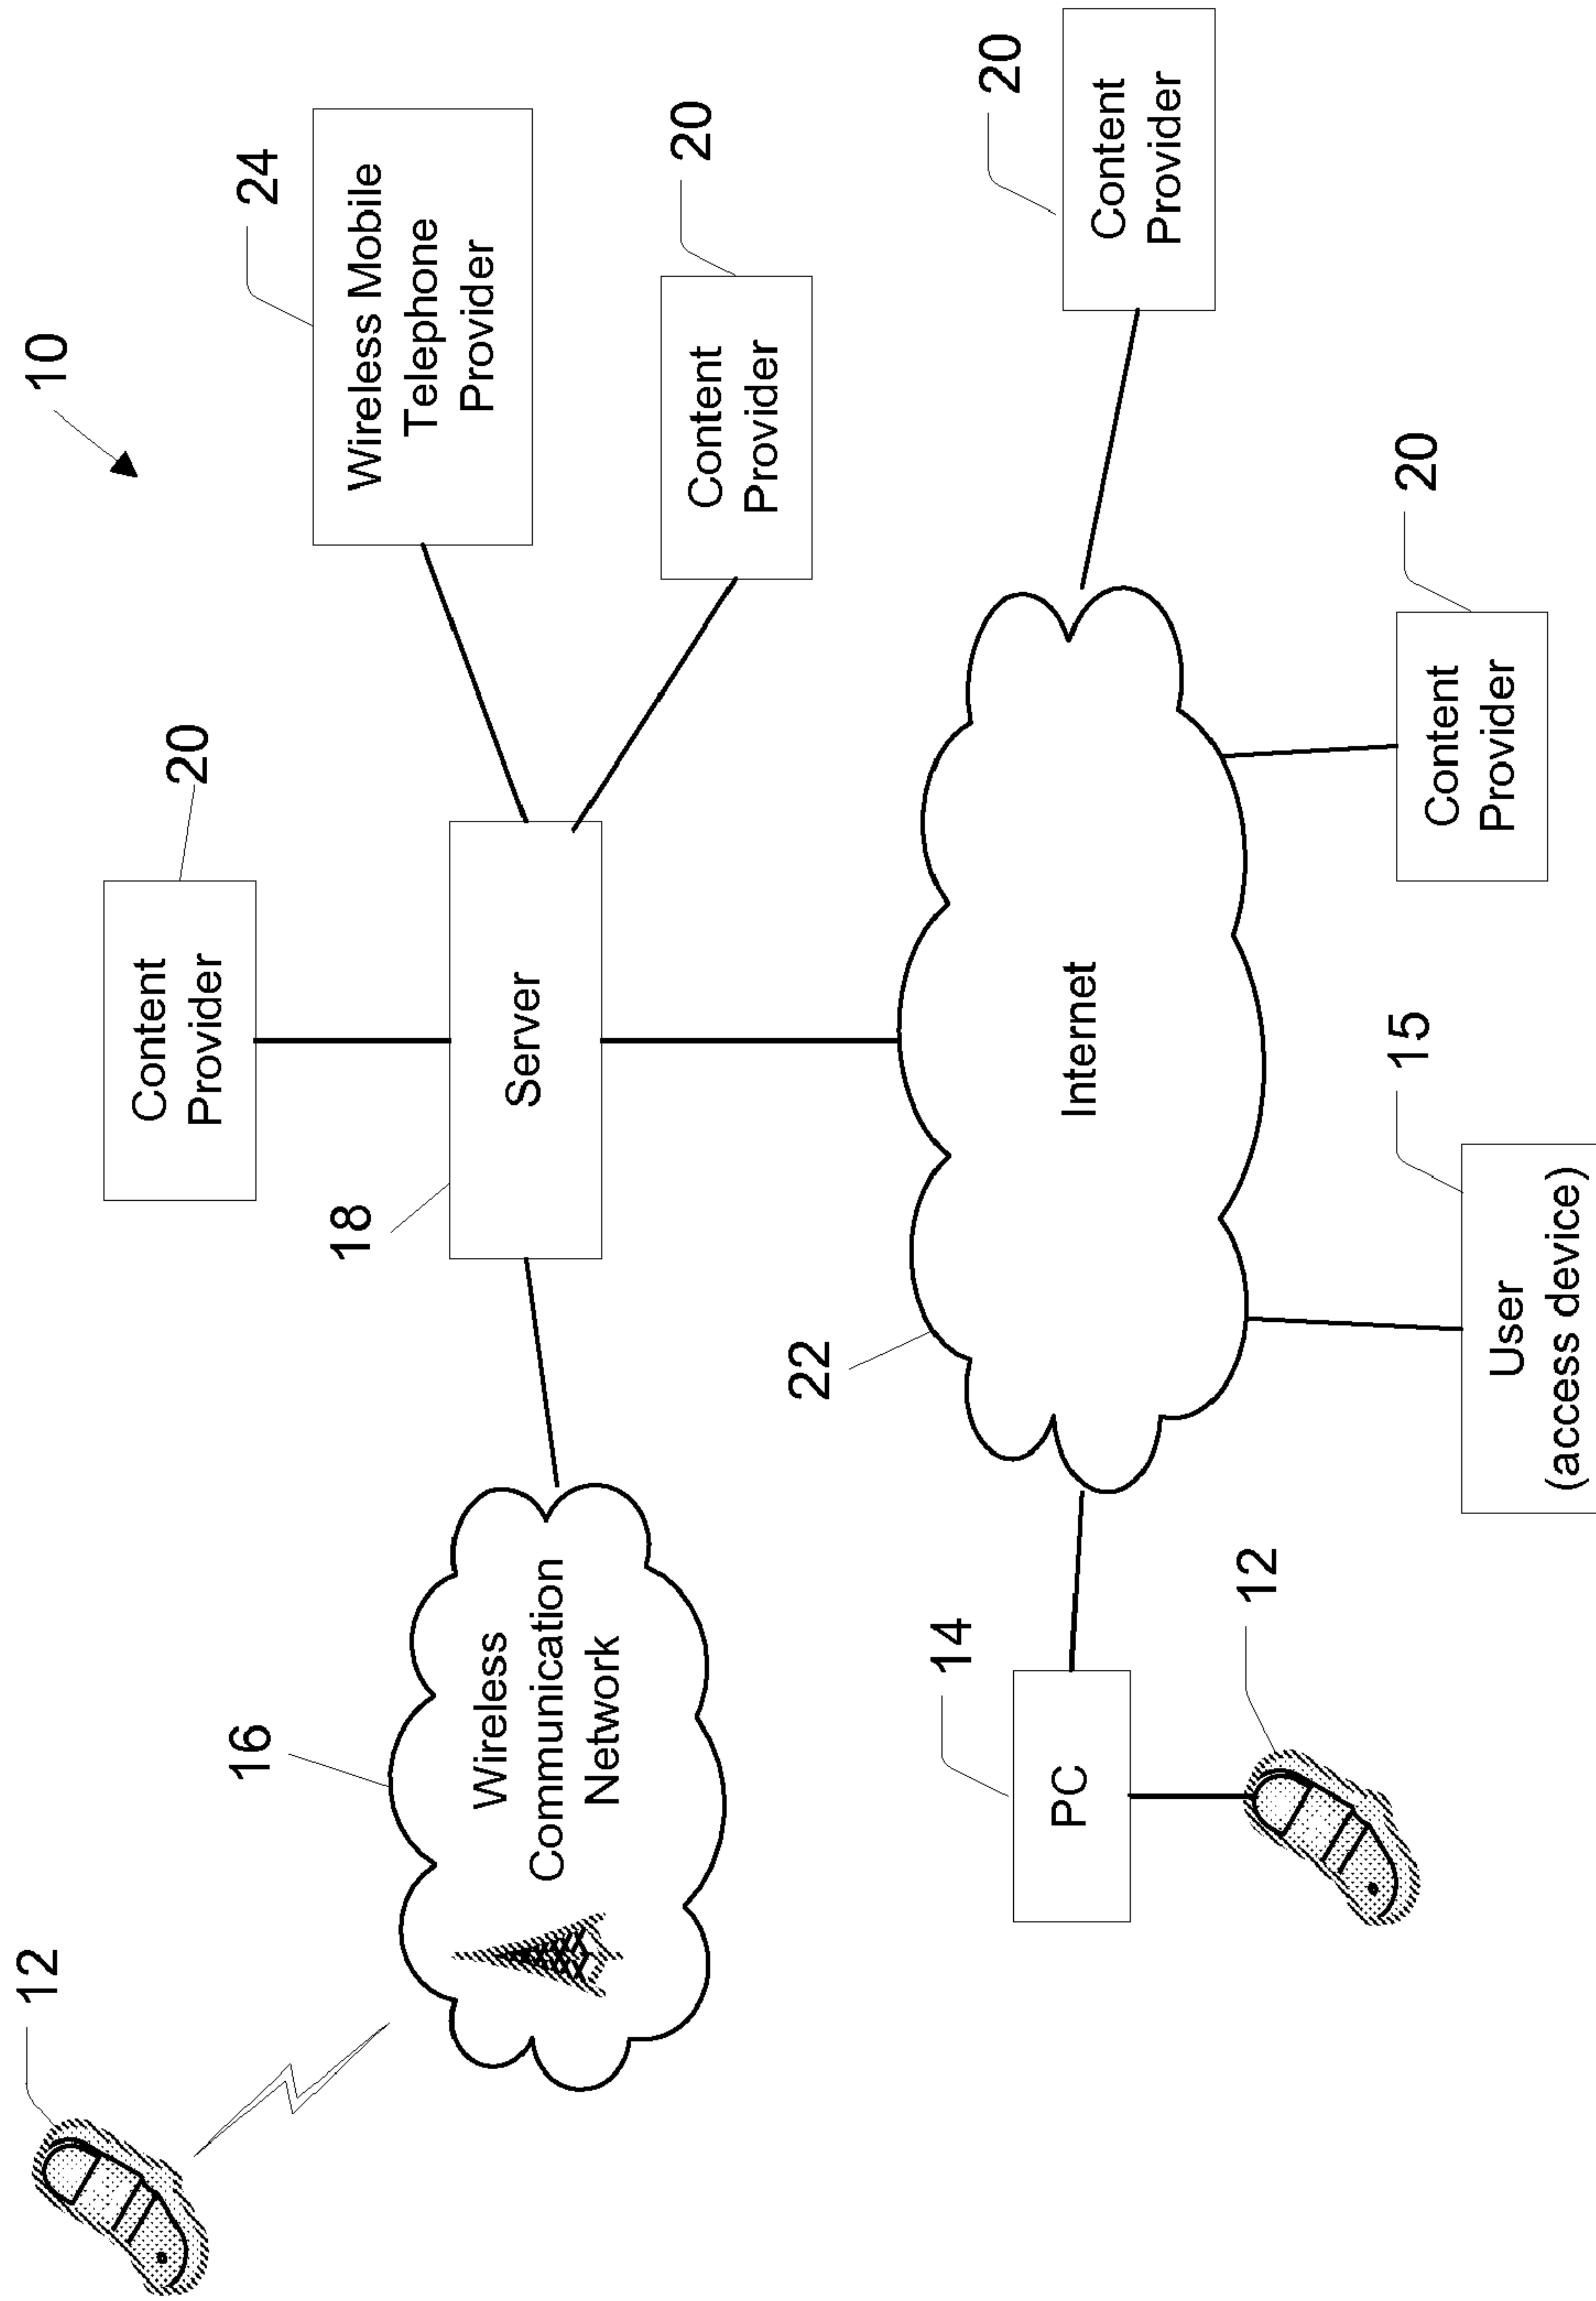 12
10
Content
Provider
20
16
24
18
Wireless Mobile
Telephone
Provider
Wireless
Communication
Network
Server
20
Content
Provider
22
14
20
PC
Internet
Content
Provider
12
15
20
Content
Provider
User
(access device)